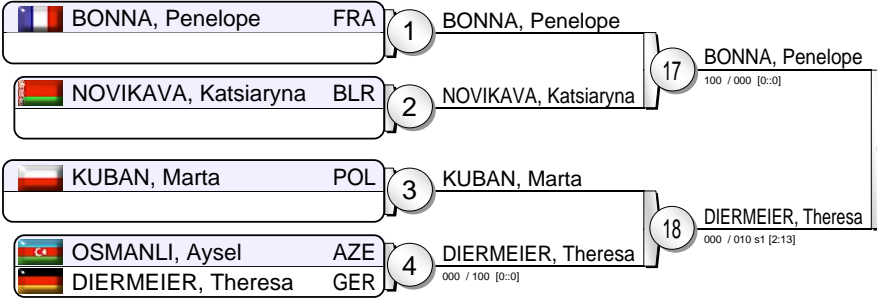 BONNA, Penelope FRA
1
BONNA, Penelope
NOVIKAVA, Katsiaryna BLR
2
NOVIKAVA, Katsiaryna
17
BONNA, Penelope
100 / 000 [0::0]
KUBAN, Marta POL
3
KUBAN, Marta
OSMANLI, Aysel AZE
DIERMEIER, Theresa GER
4
DIERMEIER, Theresa
000 / 100 [0::0]
18
DIERMEIER, Theresa
000 / 010 s1 [2:13]